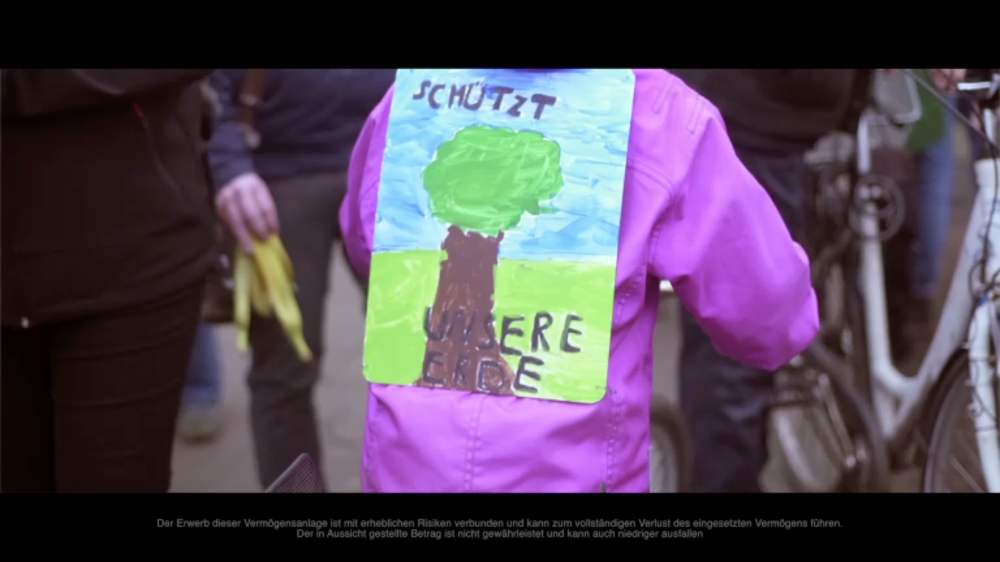 SCHÜTZT
UNSERE
ERDE
Der Erwerb dieser Vermögensanlage ist mit erheblichen Risiken verbunden und kann zum vollständigen Verlust des eingesetzten Vermögens führen.
Der in Aussicht gestellte Betrag ist nicht gewährleistet und kann auch niedriger ausfallen